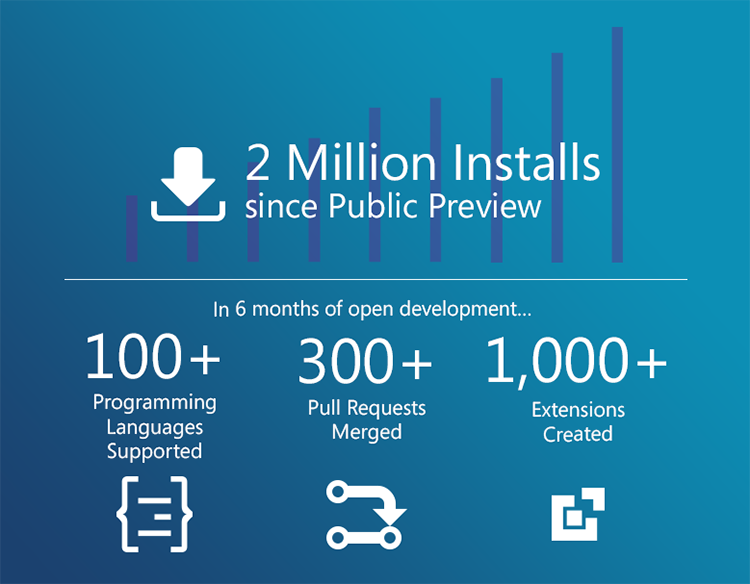 2 Million Installs
since Public Preview
In 6 months of open development...
100+
Programming
Languages
Supported
300+
Pull Requests
Merged
1,000+
Extensions
Created